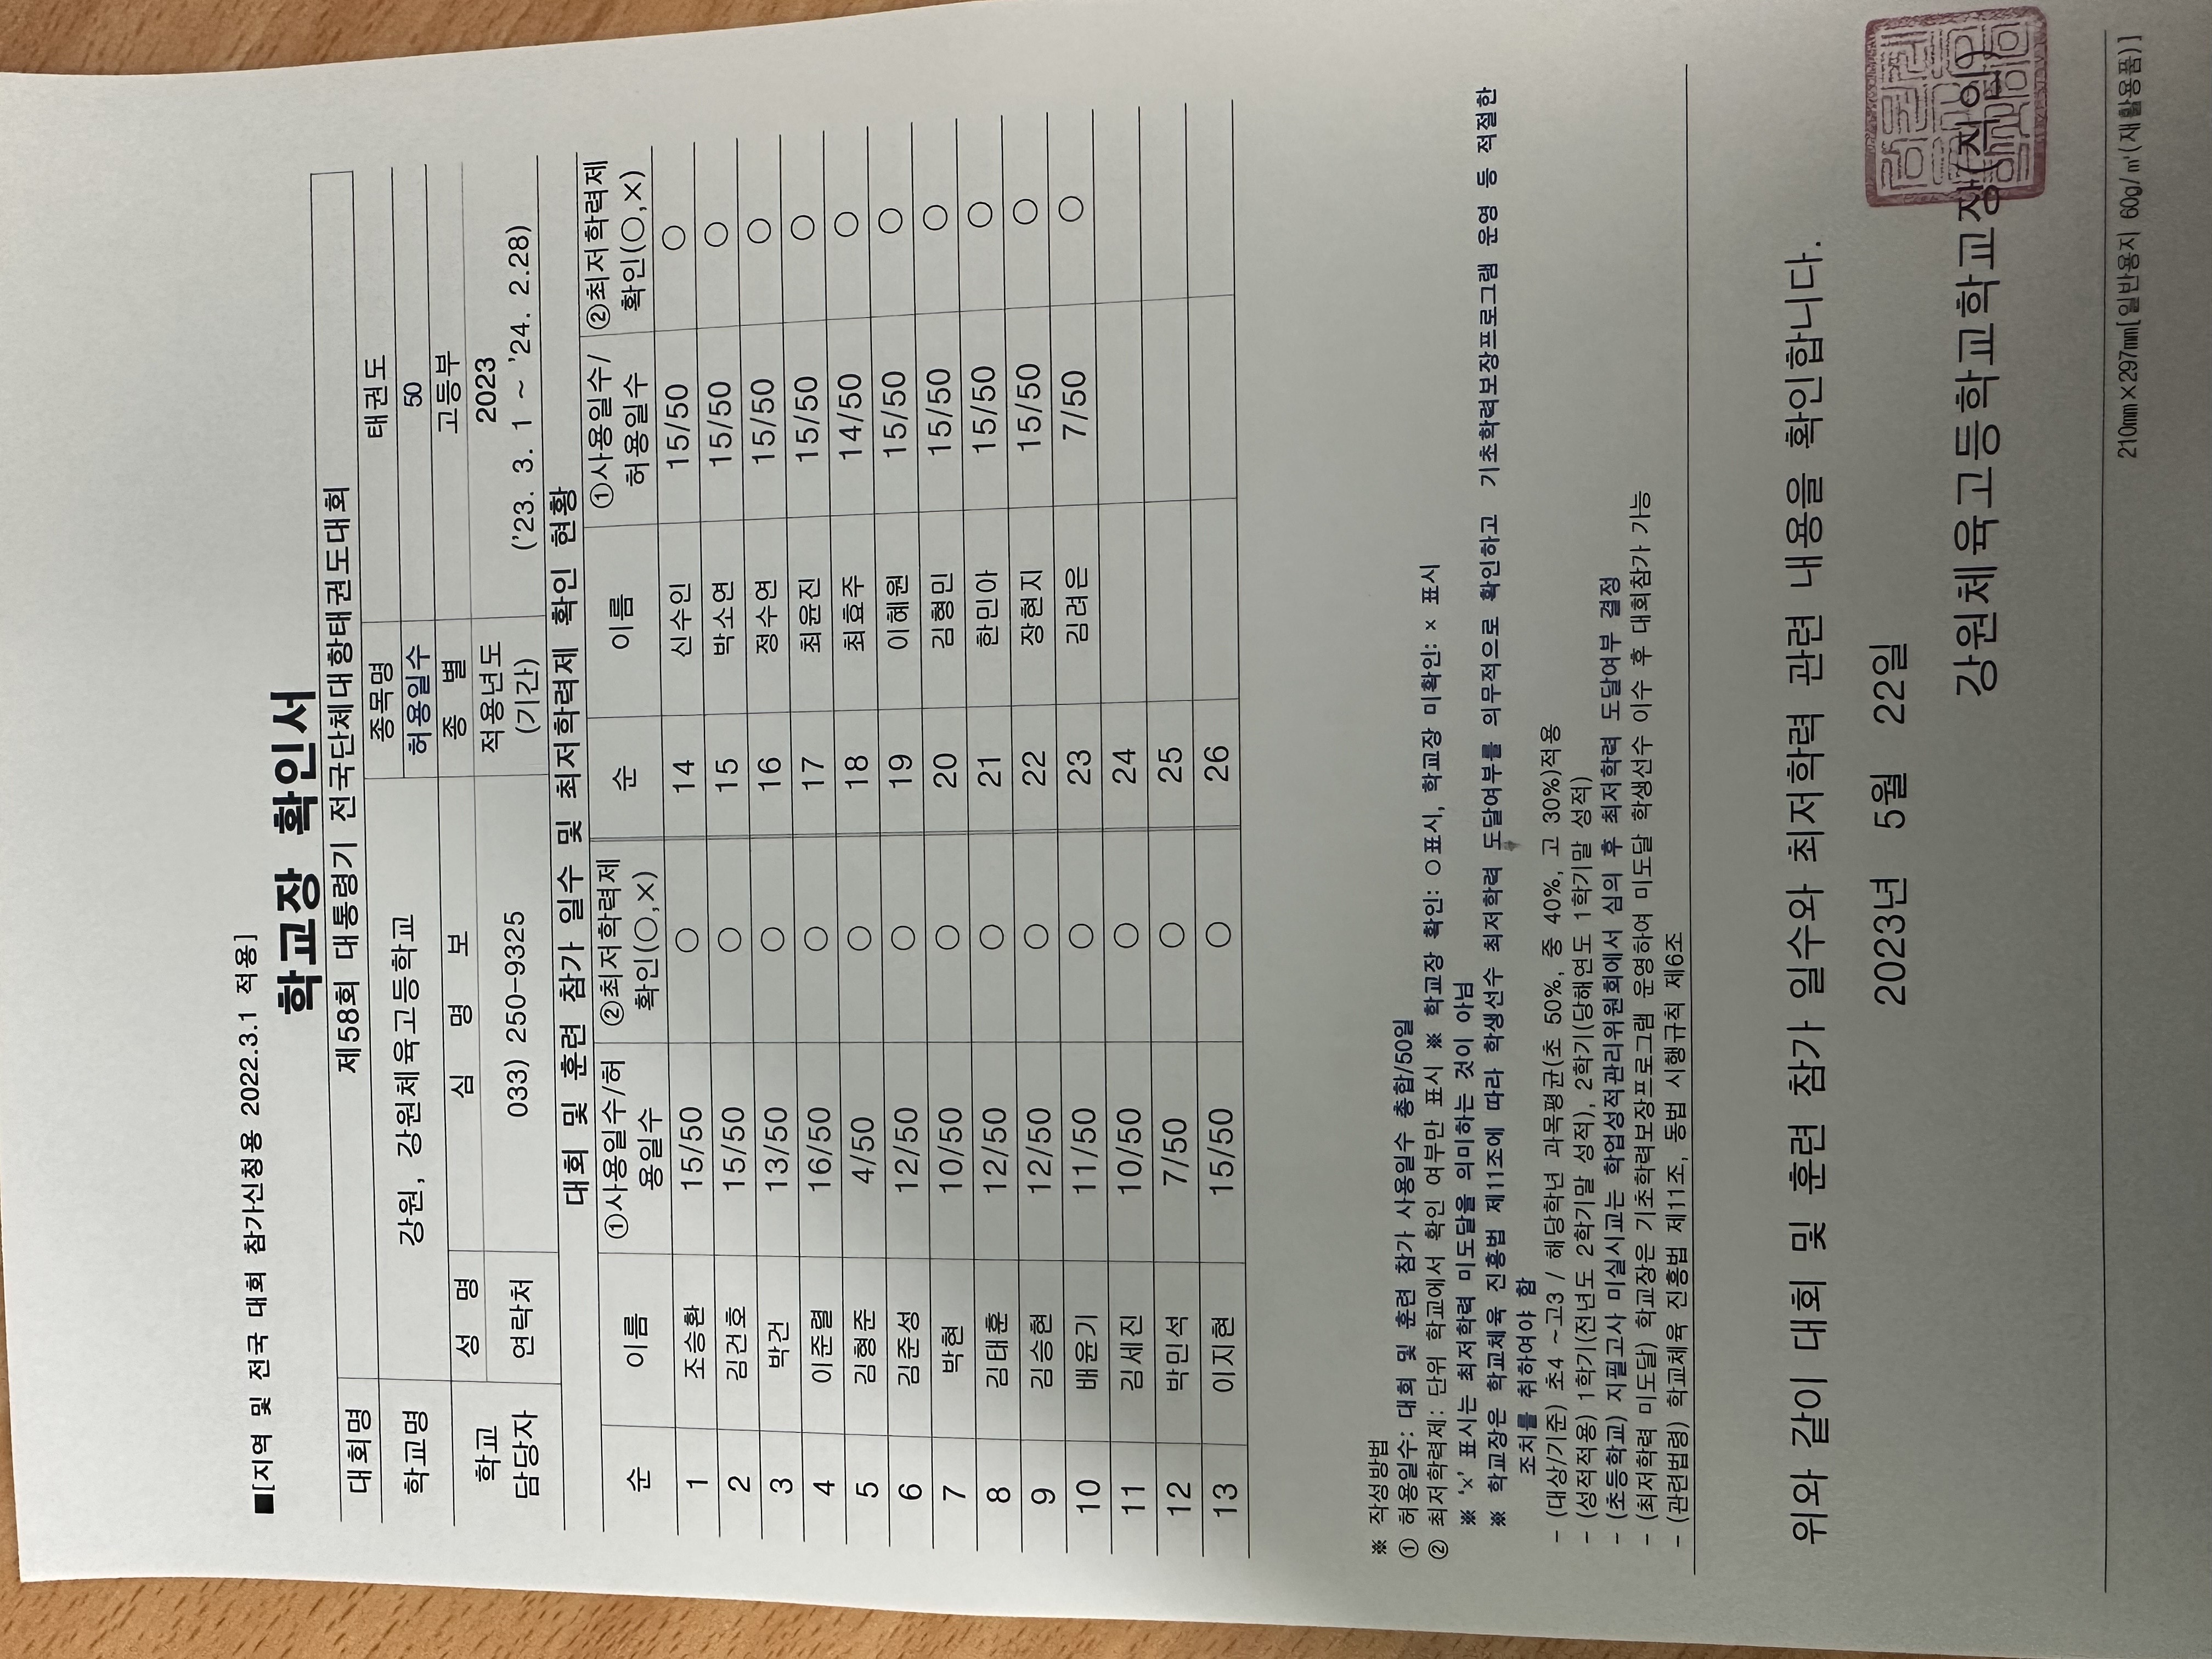 ■[지역 및 전국 대회 참가신청용 2022.3.1 적용]
학교장 확인서
대회명 제58회 대통령기 전국단체대항태권도대회
학교명 강원, 강원체육고등학교 종목명 태권도
허용일수 50
학교 담당자 성 명 심 명 보 종 별 고등부
연락처 033) 250-9325 적용년도 (기간) 2023
('23. 3. 1 ~ '24. 2.28)
대회 및 훈련 참가 일수 및 최저학력제 확인 현황
순 이름 ①사용일수/허용일수 ②최저학력제 확인(○,×) 순 이름 ①사용일수/허용일수 ②최저학력제 확인(○,×)
1 조승환 15/50 ○ 14 신수인 15/50 ○
2 김건호 15/50 ○ 15 박소연 15/50 ○
3 박건 13/50 ○ 16 정수연 15/50 ○
4 이준렬 16/50 ○ 17 최윤진 15/50 ○
5 김형준 4/50 ○ 18 최효주 14/50 ○
6 김준성 12/50 ○ 19 이혜원 15/50 ○
7 박현 10/50 ○ 20 김형민 15/50 ○
8 김태훈 12/50 ○ 21 한민아 15/50 ○
9 김승현 12/50 ○ 22 장현지 15/50 ○
10 배윤기 11/50 ○ 23 김려은 7/50 ○
11 김세진 10/50 ○ 24
12 박민석 7/50 ○ 25
13 이지현 15/50 ○ 26
※ 작성방법
① 허용일수: 대회 및 훈련 참가 사용일수 총합/50일
② 최저학력제: 단위 학교에서 확인 여부만 표시 ※ 학교장 확인: ○표시, 학교장 미확인: × 표시
※ '×' 표시는 최저학력 미도달을 의미하는 것이 아님
※ 학교장은 학교체육 진흥법 제11조에 따라 학생선수 최저학력 도달여부를 의무적으로 확인하고 기초학력보장프로그램 운영 등 적절한
조치를 취하여야 함
- (대상/기준) 초4 ~고3 / 해당학년 과목평균(초 50%, 중 40%, 고 30%)적용
- (성적적용) 1학기(전년도 2학기말 성적), 2학기(당해연도 1학기말 성적)
- (초등학교) 지필고사 미실시교는 학업성적관리위원회에서 심의 후 최저학력 도달여부 결정
- (최저학력 미도달) 학교장은 기초학력보장프로그램 운영하여 미도달 학생선수 이수 후 대회참가 가능
- (관련법령) 학교체육 진흥법 제11조, 동법 시행규칙 제6조
위와 같이 대회 및 훈련 참가 일수와 최저학력 관련 내용을 확인합니다.
2023년 5월 22일
강원체육고등학교학교장(직인)
210㎜×297㎜[일반용지 60g/㎡(재활용품)]